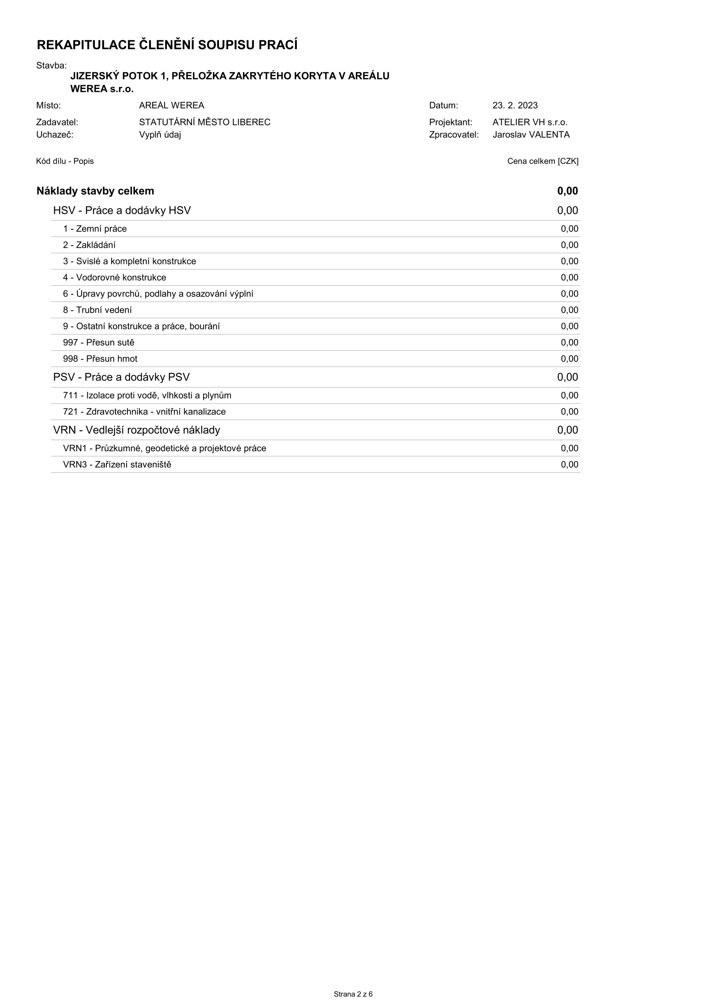 REKAPITULACE ČLENĚNÍ SOUPISU PRACÍ
Stavba:
JIZERSKÝ POTOK 1, PŘELOŽKA ZAKRYTÉHO KORYTA V AREÁLU
WEREA s.r.o.
Místo: AREÁL WEREA Datum: 23. 2. 2023
Zadavatel: STATUTÁRNÍ MĚSTO LIBEREC Projektant: ATELIER VH s.r.o.
Uchazeč: Vyplň údaj Zpracovatel: Jaroslav VALENTA
Kód dílu - Popis Cena celkem [CZK]
Náklady stavby celkem 0,00
HSV - Práce a dodávky HSV 0,00
1 - Zemní práce 0,00
2 - Zakládání 0,00
3 - Svislé a kompletní konstrukce 0,00
4 - Vodorovné konstrukce 0,00
6 - Úpravy povrchů, podlahy a osazování výplní 0,00
8 - Trubní vedení 0,00
9 - Ostatní konstrukce a práce, bourání 0,00
997 - Přesun sutě 0,00
998 - Přesun hmot 0,00
PSV - Práce a dodávky PSV 0,00
711 - Izolace proti vodě, vlhkosti a plynům 0,00
721 - Zdravotechnika - vnitřní kanalizace 0,00
VRN - Vedlejší rozpočtové náklady 0,00
VRN1 - Průzkumné, geodetické a projektové práce 0,00
VRN3 - Zařízení staveniště 0,00
Strana 2 z 6